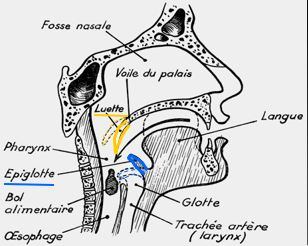 Fosse nasale
Voile du palais
Luette
Langue
Pharynx
Epiglotte
Bol
alimentaire
Glotte
Œsophage
Trachée artère
(larynx)